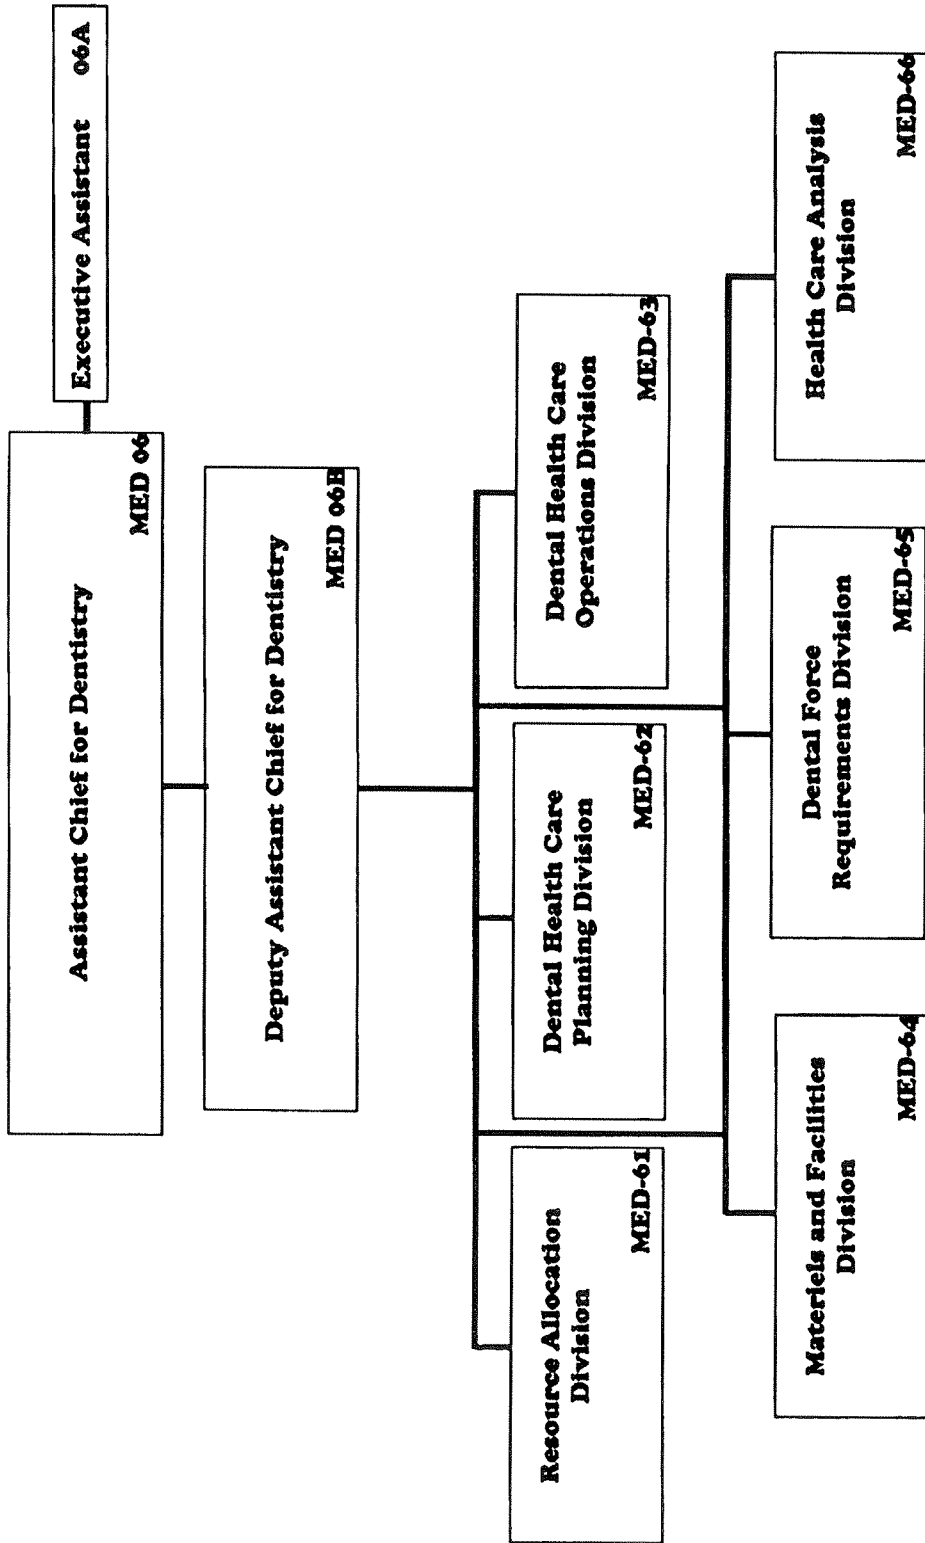 Assistant Chief for Dentistry
MED 06
Executive Assistant 06A
Deputy Assistant Chief for Dentistry
MED 06B
Resource Allocation
Division
MED-61
Dental Health Care
Planning Division
MED-62
Dental Health Care
Operations Division
MED-63
Materiels and Facilities
Division
MED-64
Dental Force
Requirements Division
MED-65
Health Care Analysis
Division
MED-66